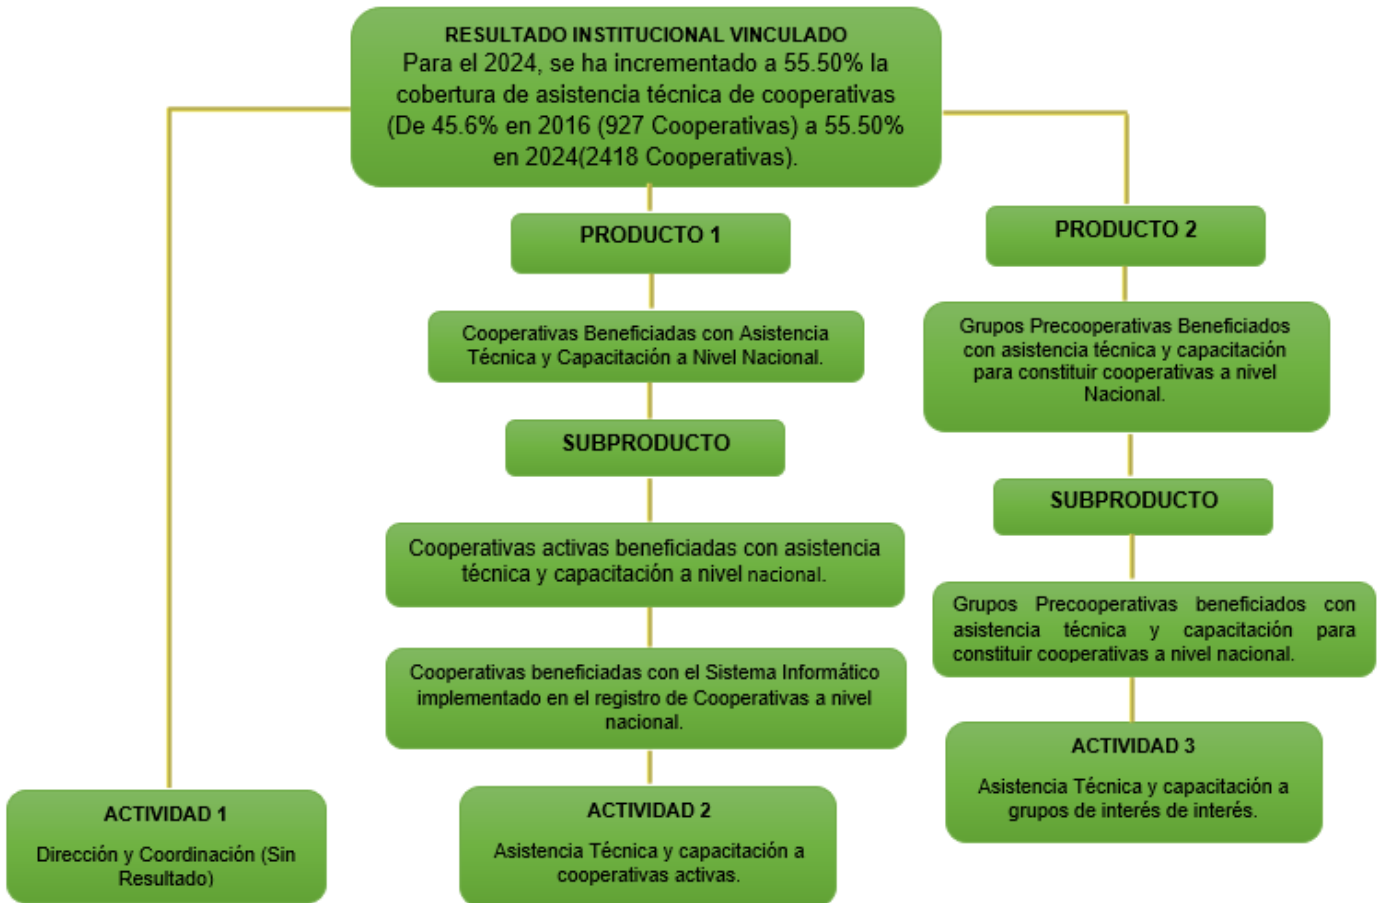 RESULTADO INSTITUCIONAL VINCULADO
Para el 2024, se ha incrementado a 55.50% la
cobertura de asistencia técnica de cooperativas
(De 45.6% en 2016 (927 Cooperativas) a 55.50%
en 2024(2418 Cooperativas).
PRODUCTO 1
Cooperativas Beneficiadas con Asistencia
Técnica y Capacitación a Nivel Nacional.
SUBPRODUCTO
Cooperativas activas beneficiadas con asistencia
técnica y capacitación a nivel nacional.
Cooperativas beneficiadas con el Sistema Informático
implementado en el registro de Cooperativas a nivel
nacional.
PRODUCTO 2
Grupos Precooperativas Beneficiados
con asistencia técnica y capacitación
para constituir cooperativas a nivel
Nacional.
SUBPRODUCTO
Grupos Precooperativas beneficiados con
asistencia técnica y capacitación para
constituir cooperativas a nivel nacional.
ACTIVIDAD 1
Dirección y Coordinación (Sin
Resultado)
ACTIVIDAD 2
Asistencia Técnica y capacitación a
cooperativas activas.
ACTIVIDAD 3
Asistencia Técnica y capacitación a
grupos de interés de interés.